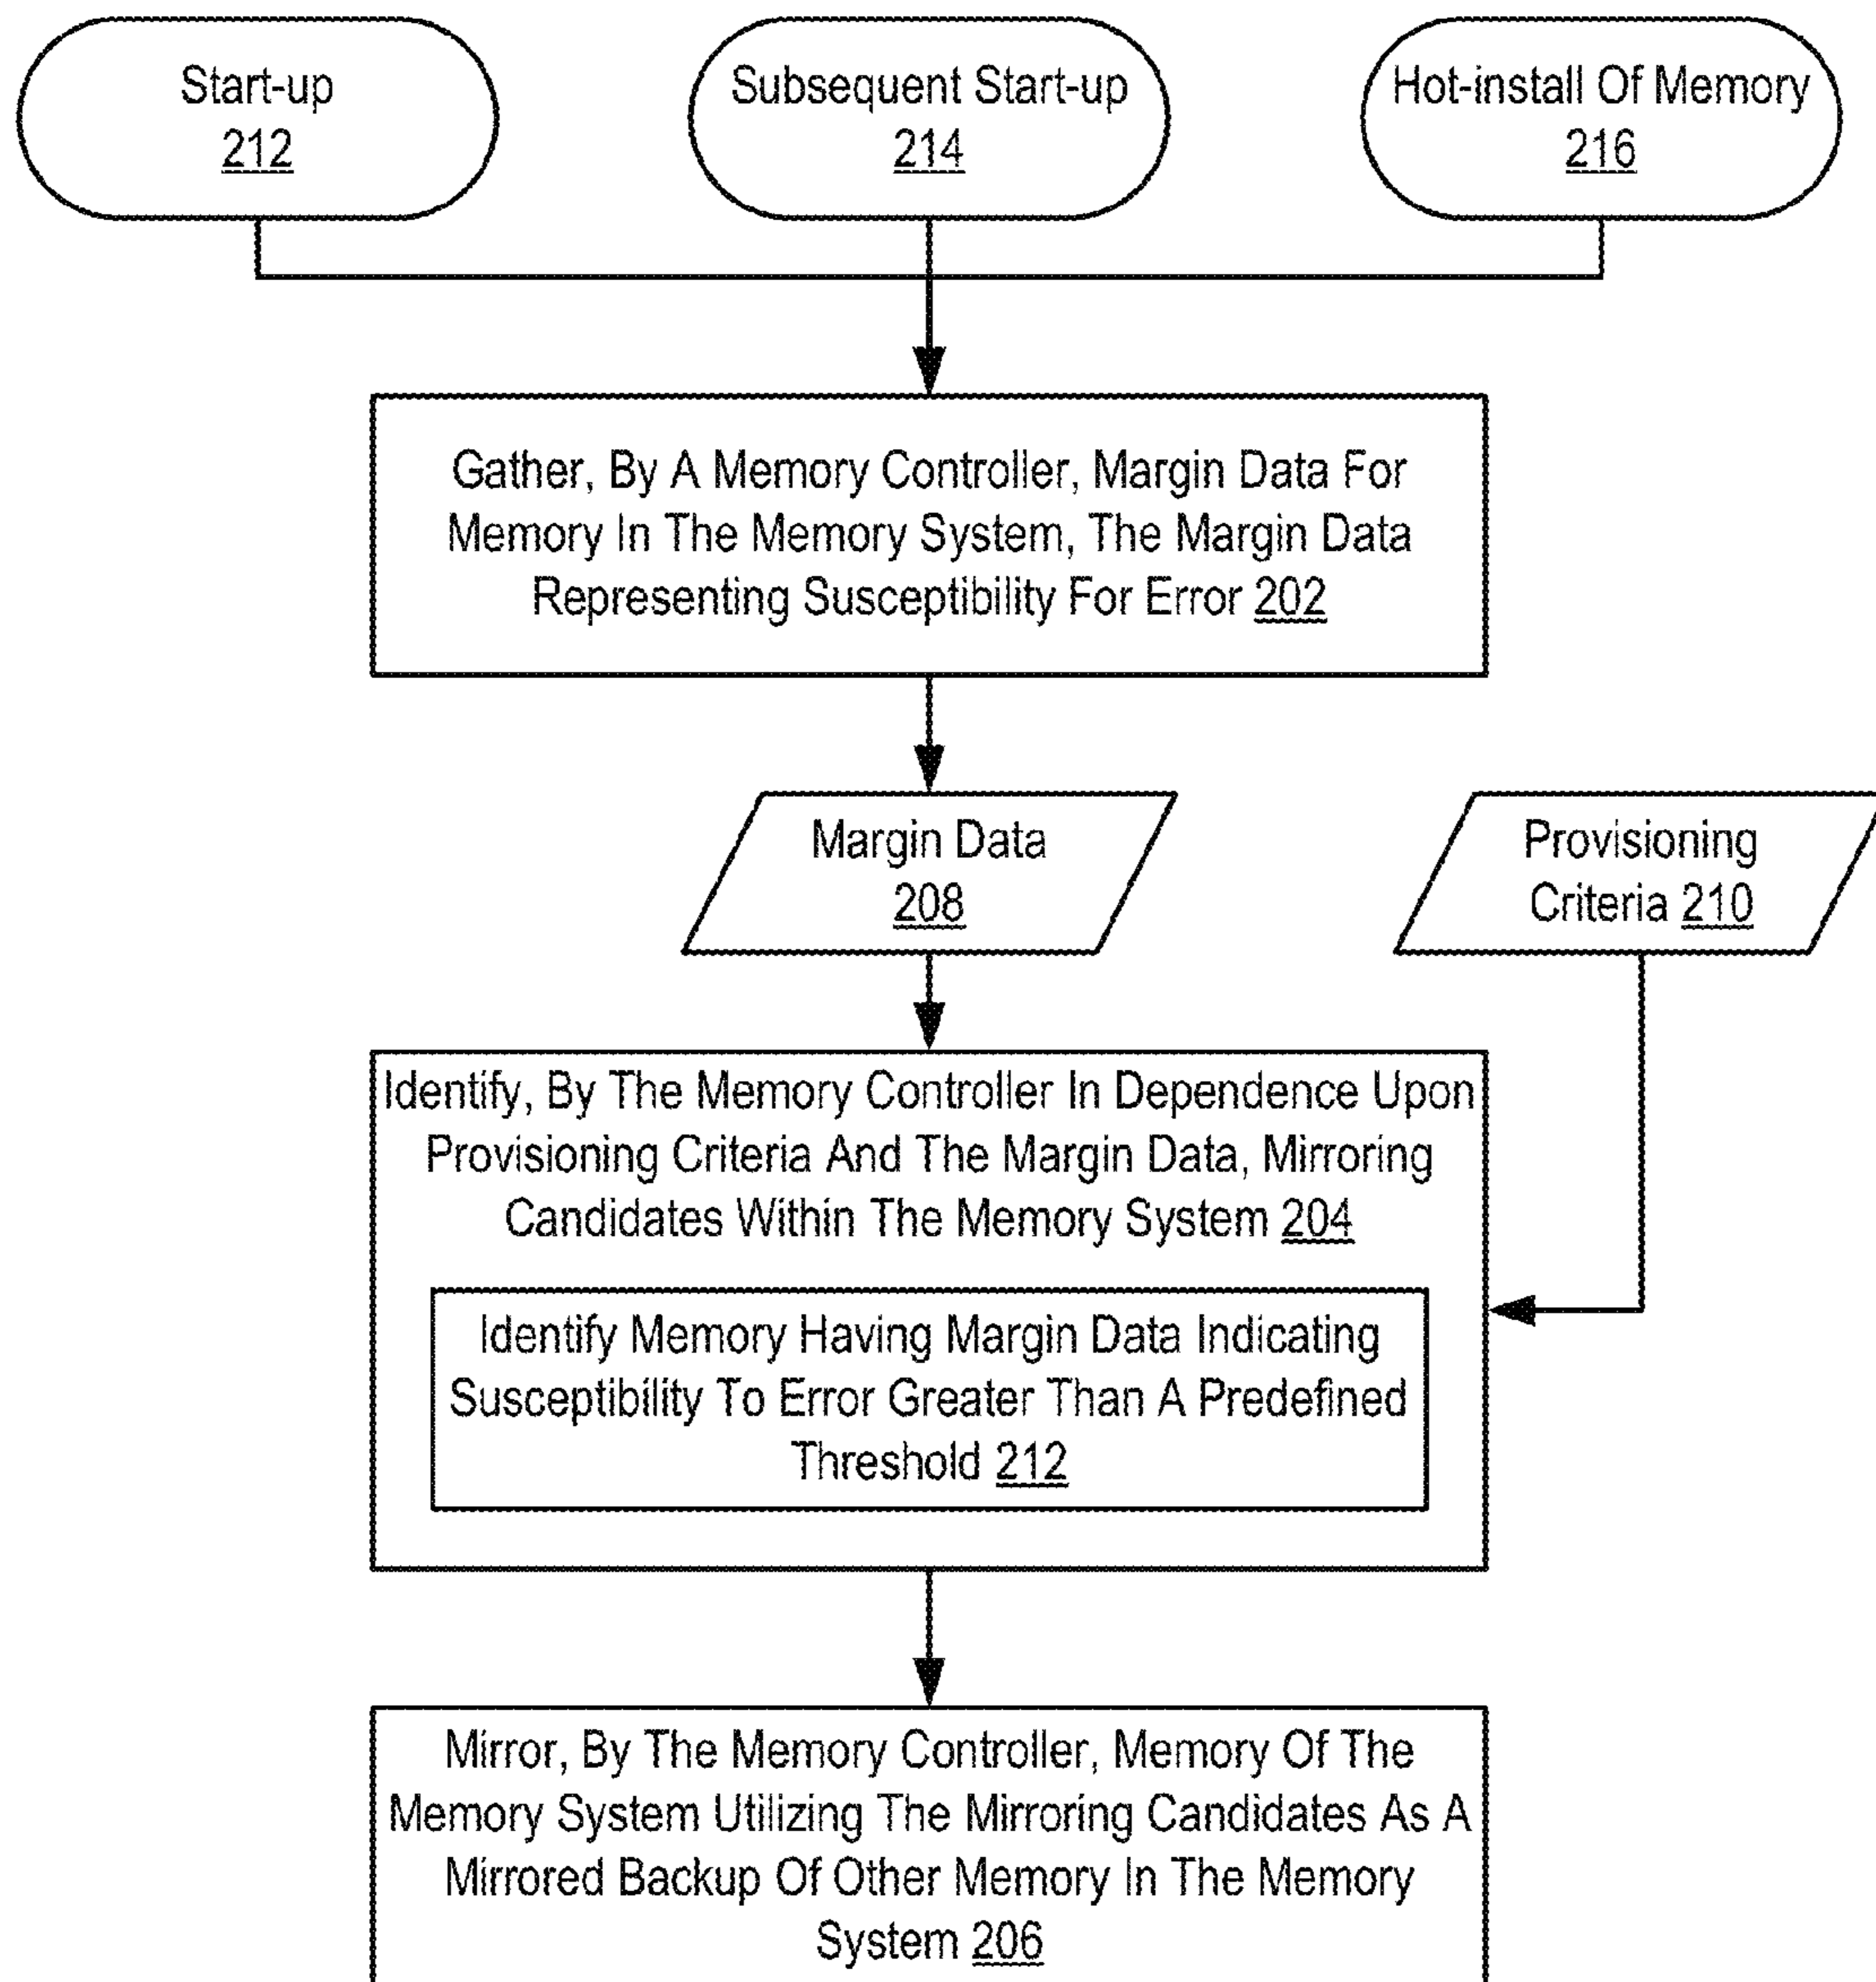 Start-up
212
Subsequent Start-up
214
Hot-install Of Memory
216
Gather, By A Memory Controller, Margin Data For
Memory In The Memory System, The Margin Data
Representing Susceptibility For Error 202
Margin Data
208
Provisioning
Criteria 210
Identify, By The Memory Controller In Dependence Upon
Provisioning Criteria And The Margin Data, Mirroring
Candidates Within The Memory System 204
Identify Memory Having Margin Data Indicating
Susceptibility To Error Greater Than A Predefined
Threshold 212
Mirror, By The Memory Controller, Memory Of The
Memory System Utilizing The Mirroring Candidates As A
Mirrored Backup Of Other Memory In The Memory
System 206